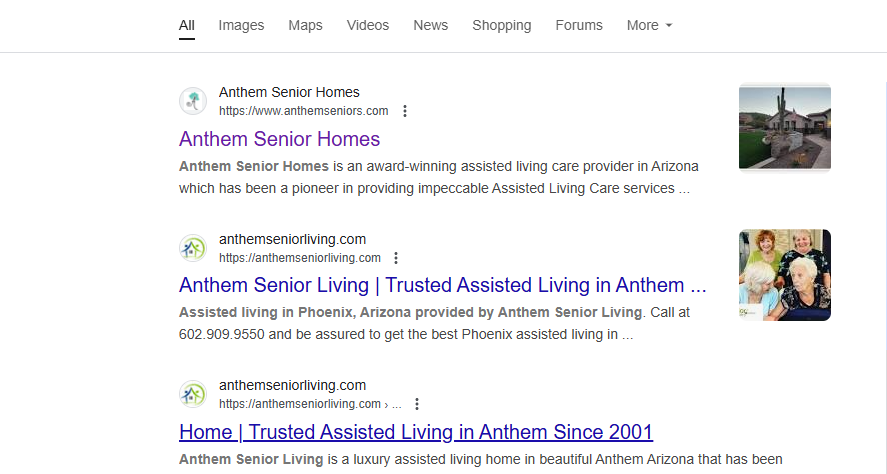 All Images Maps Videos News Shopping Forums More
Anthem Senior Homes
https://www.anthemseniors.com
Anthem Senior Homes
Anthem Senior Homes is an award-winning assisted living care provider in Arizona
which has been a pioneer in providing impeccable Assisted Living Care services ...
anthemseniorliving.com
https://anthemseniorliving.com
Anthem Senior Living | Trusted Assisted Living in Anthem ...
Assisted living in Phoenix, Arizona provided by Anthem Senior Living. Call at
602.909.9550 and be assured to get the best Phoenix assisted living in ...
anthemseniorliving.com
https://anthemseniorliving.com › ...
Home | Trusted Assisted Living in Anthem Since 2001
Anthem Senior Living is a luxury assisted living home in beautiful Anthem Arizona that has been